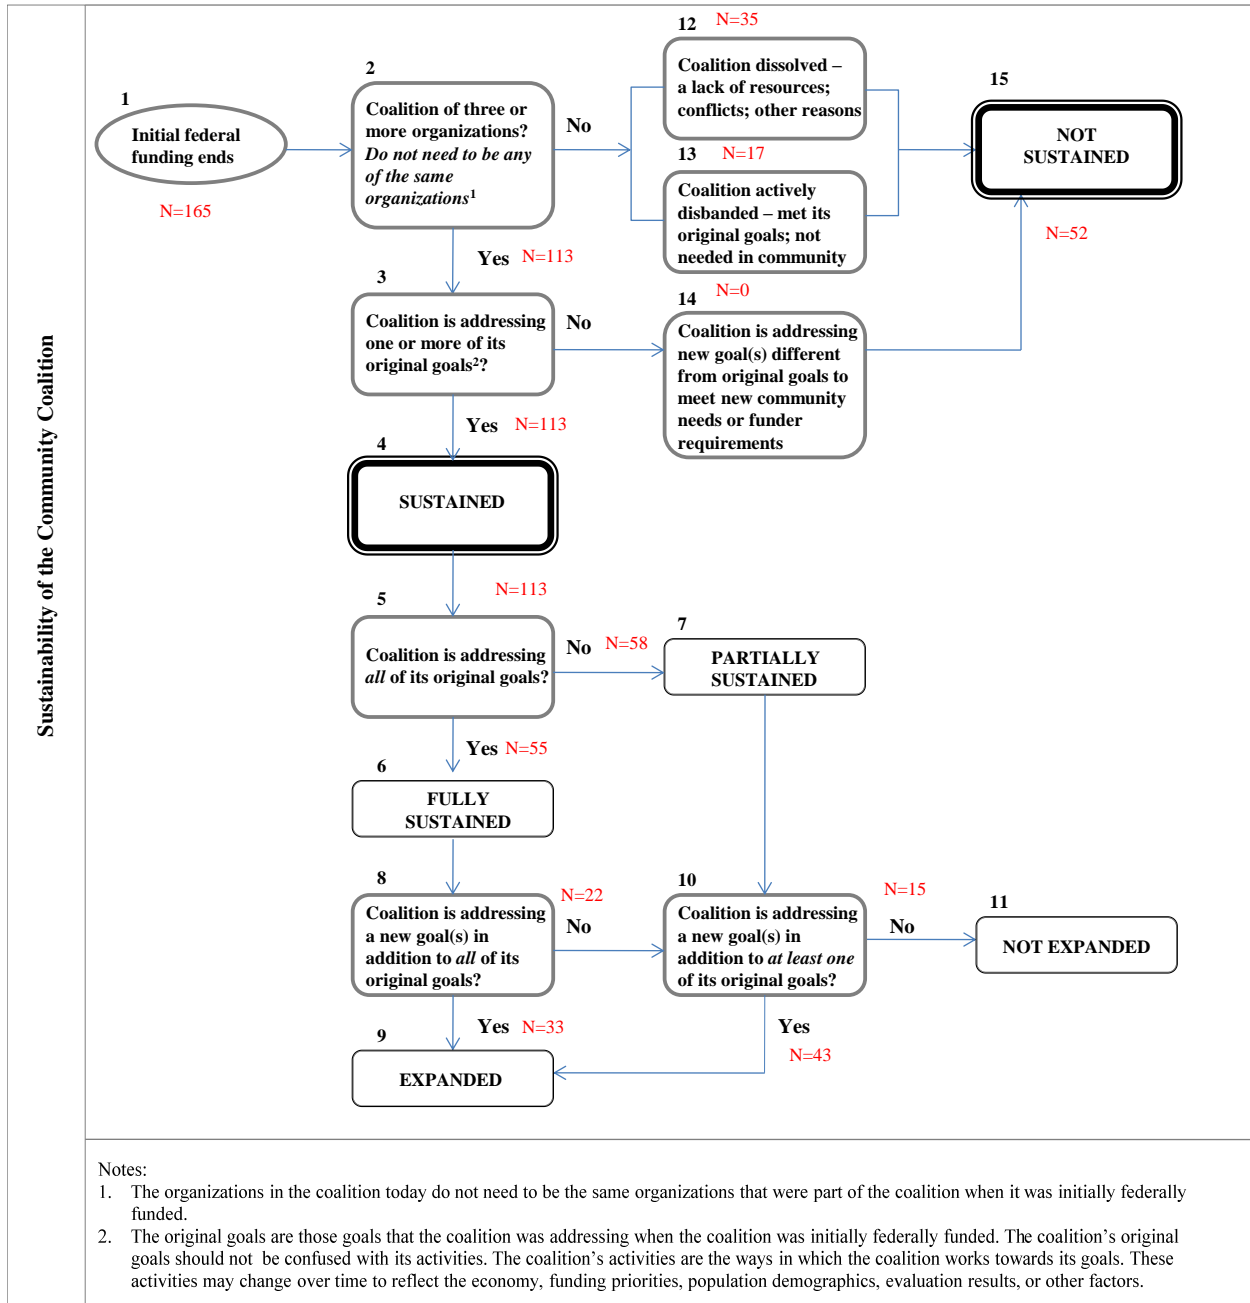 Sustainability of the Community Coalition
1
Initial federal
funding ends
N=165
2
Coalition of three or
more organizations?
Do not need to be any
of the same
organizations¹
No
Yes N=113
12 N=35
Coalition dissolved –
a lack of resources;
conflicts; other reasons
13 N=17
Coalition actively
disbanded – met its
original goals; not
needed in community
15
NOT
SUSTAINED
N=52
3
Coalition is addressing
one or more of its
original goals²?
No
Yes N=113
14 N=0
Coalition is addressing
new goal(s) different
from original goals to
meet new community
needs or funder
requirements
4
SUSTAINED
N=113
5
Coalition is addressing
all of its original goals?
No N=58
Yes N=55
7
PARTIALLY
SUSTAINED
6
FULLY
SUSTAINED
8
Coalition is addressing
a new goal(s) in
addition to all of its
original goals?
N=22
No
Yes N=33
10
Coalition is addressing
a new goal(s) in
addition to at least one
of its original goals?
N=15
No
Yes
N=43
11
NOT EXPANDED
9
EXPANDED
Notes:
1. The organizations in the coalition today do not need to be the same organizations that were part of the coalition when it was initially federally
funded.
2. The original goals are those goals that the coalition was addressing when the coalition was initially federally funded. The coalition's original
goals should not be confused with its activities. The coalition's activities are the ways in which the coalition works towards its goals. These
activities may change over time to reflect the economy, funding priorities, population demographics, evaluation results, or other factors.